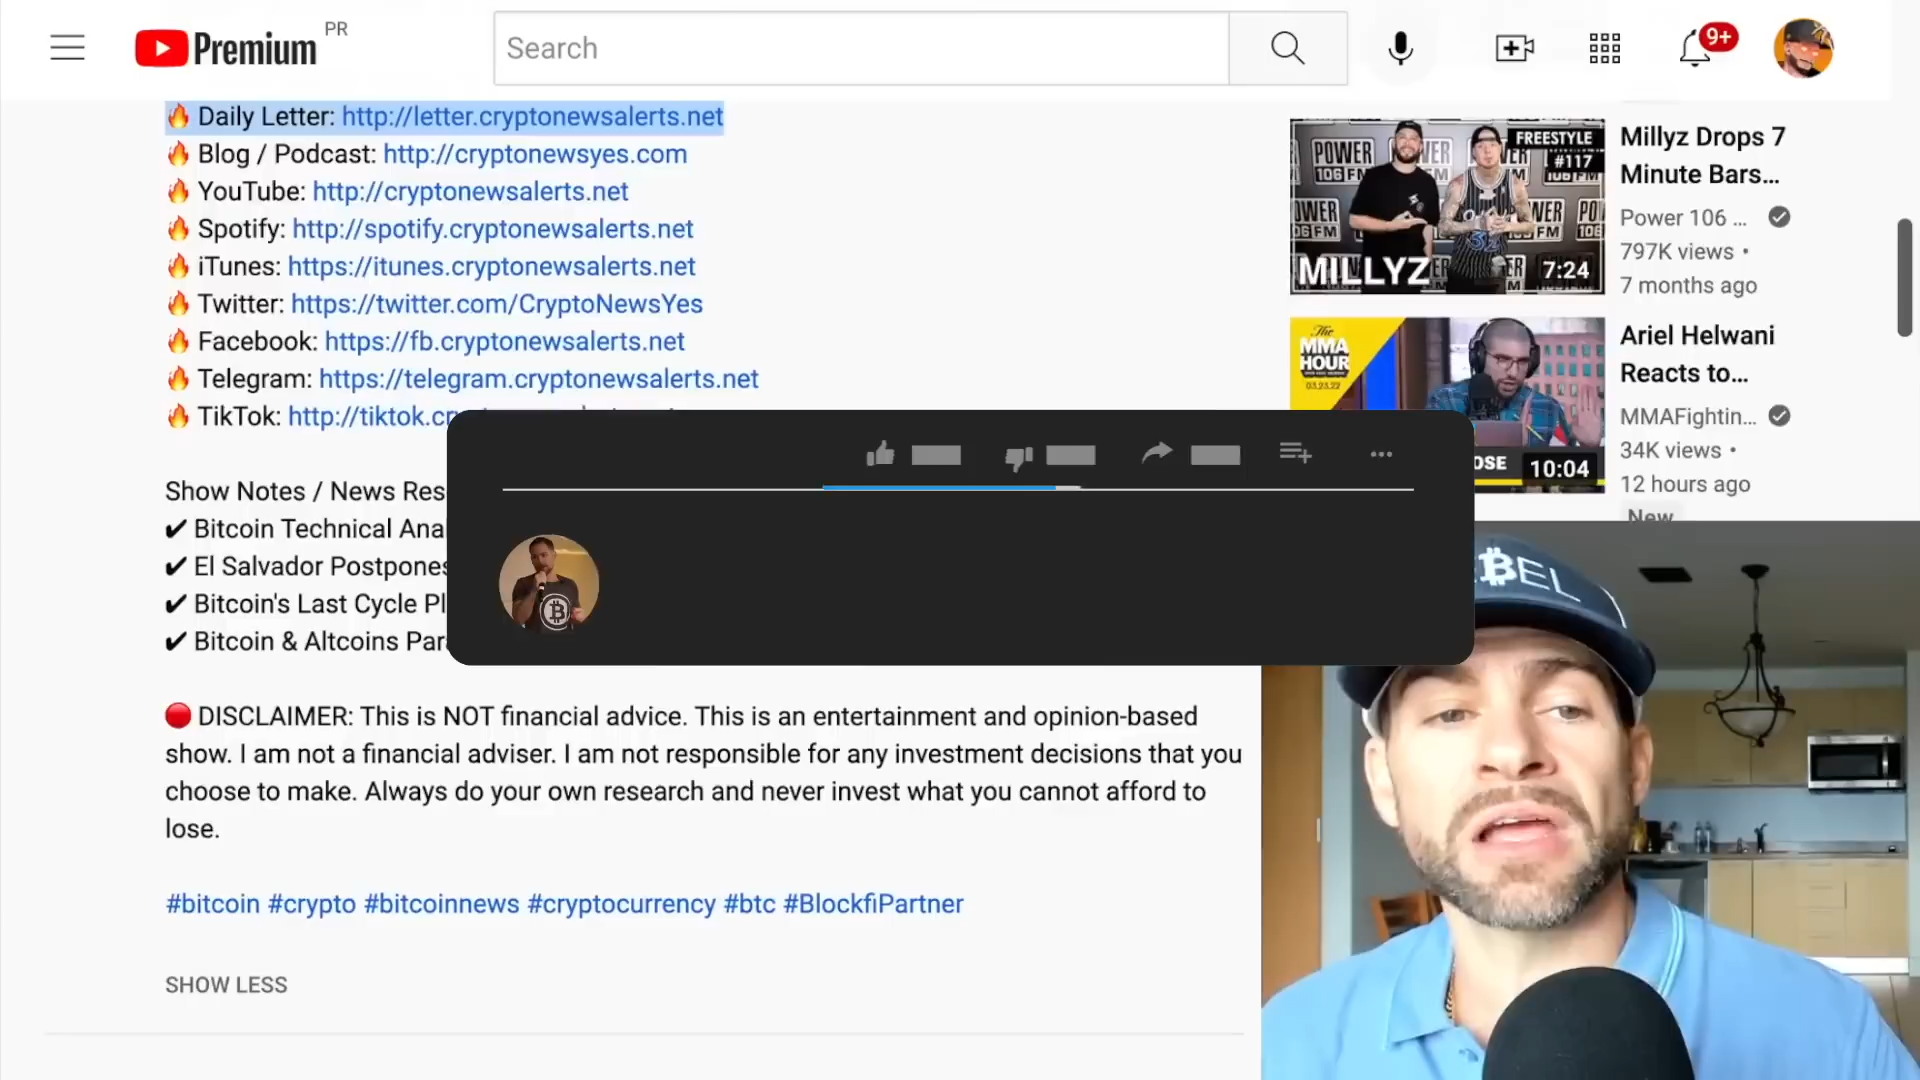 Premium PR
Search
9+
🔥 Daily Letter: http://letter.cryptonewsalerts.net
🔥 Blog / Podcast: http://cryptonewsyes.com
🔥 YouTube: http://cryptonewsalerts.net
🔥 Spotify: http://spotify.cryptonewsalerts.net
🔥 iTunes: https://itunes.cryptonewsalerts.net
🔥 Twitter: https://twitter.com/CryptoNewsYes
🔥 Facebook: https://fb.cryptonewsalerts.net
🔥 Telegram: https://telegram.cryptonewsalerts.net
🔥 TikTok: http://tiktok.cr
Show Notes / News Res
✔ Bitcoin Technical Ana
✔ El Salvador Postpones
✔ Bitcoin's Last Cycle Pl
✔ Bitcoin & Altcoins Par
🔴 DISCLAIMER: This is NOT financial advice. This is an entertainment and opinion-based
show. I am not a financial adviser. I am not responsible for any investment decisions that you
choose to make. Always do your own research and never invest what you cannot afford to
lose.
#bitcoin #crypto #bitcoinnews #cryptocurrency #btc #BlockfiPartner
SHOW LESS
FREESTYLE
#117
POWER
106 FM
MILLYZ
7:24
Millyz Drops 7
Minute Bars...
Power 106 ...
797K views •
7 months ago
The
MMA
HOUR
03.23.22
OSE
10:04
Ariel Helwani
Reacts to...
MMAFightin...
34K views •
12 hours ago
New
BEL